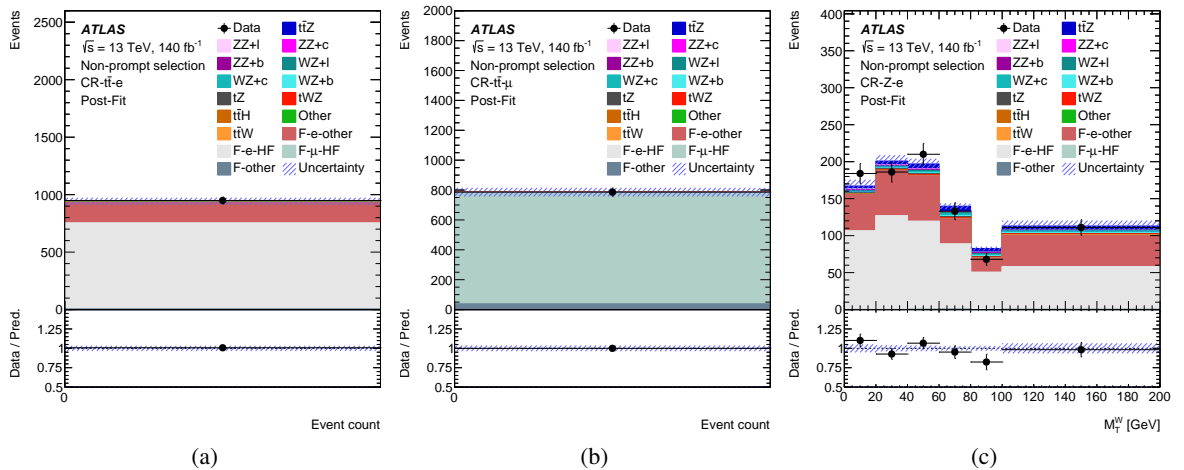 Events
2500
2000
1500
1000
500
0
ATLAS
√s = 13 TeV, 140 fb⁻¹
Non-prompt selection
CR-tt̄-e
Post-Fit
Data tt̄Z
ZZ+l ZZ+c
ZZ+b WZ+l
WZ+c WZ+b
tZ tWZ
tt̄H Other
tt̄W F-e-other
F-e-HF F-μ-HF
F-other Uncertainty
Data / Pred.
1.25
1
0.75
0.5
0
Event count
(a)
Events
2000
1800
1600
1400
1200
1000
800
600
400
200
0
ATLAS
√s = 13 TeV, 140 fb⁻¹
Non-prompt selection
CR-tt̄-μ
Post-Fit
Data tt̄Z
ZZ+l ZZ+c
ZZ+b WZ+l
WZ+c WZ+b
tZ tWZ
tt̄H Other
tt̄W F-e-other
F-e-HF F-μ-HF
F-other Uncertainty
Data / Pred.
1.25
1
0.75
0.5
0
Event count
(b)
Events
400
350
300
250
200
150
100
50
0
ATLAS
√s = 13 TeV, 140 fb⁻¹
Non-prompt selection
CR-Z-e
Post-Fit
Data tt̄Z
ZZ+l ZZ+c
ZZ+b WZ+l
WZ+c WZ+b
tZ tWZ
tt̄H Other
tt̄W F-e-other
F-e-HF F-μ-HF
F-other Uncertainty
Data / Pred.
1.25
1
0.75
0.5
0 20 40 60 80 100 120 140 160 180 200
M_T^W [GeV]
(c)